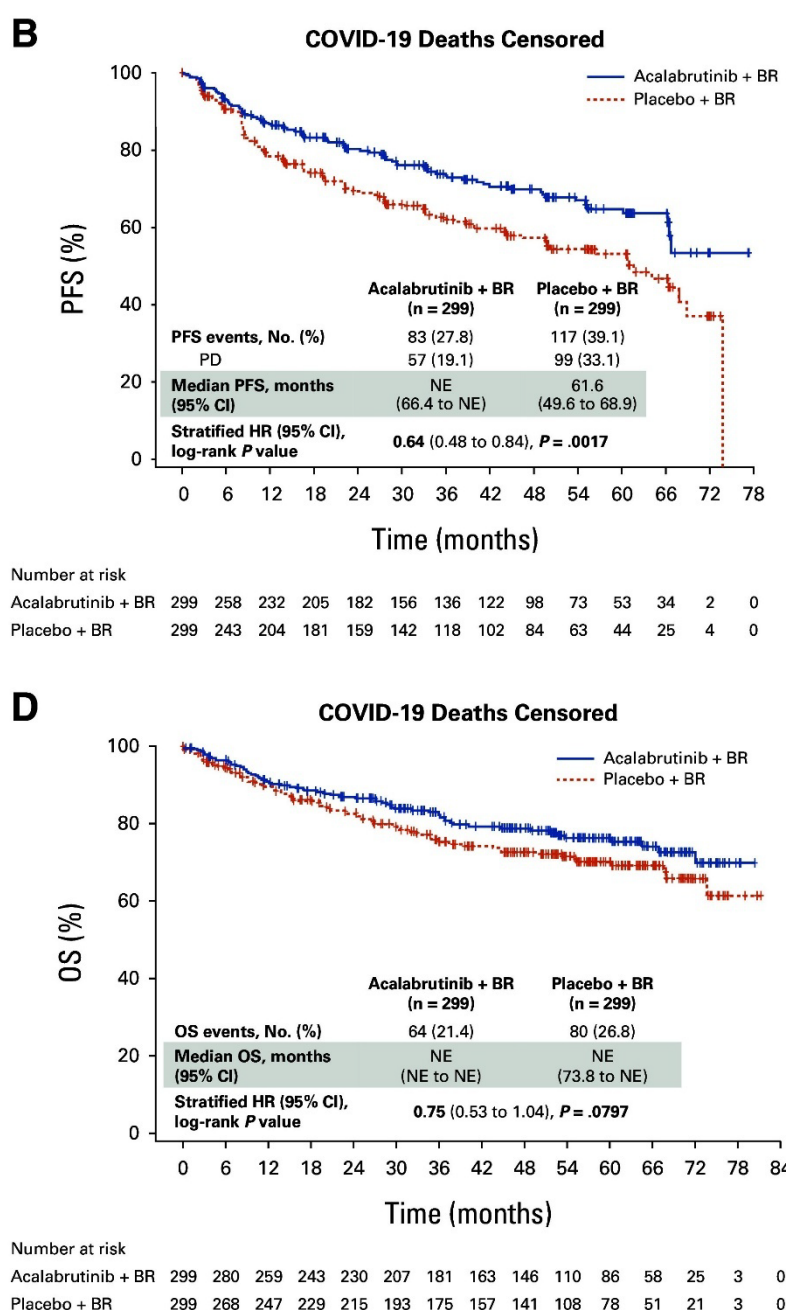 B
COVID-19 Deaths Censored
Acalabrutinib + BR
Placebo + BR
PFS (%)
100
80
60
40
20
0
Acalabrutinib + BR Placebo + BR
(n = 299) (n = 299)
PFS events, No. (%) 83 (27.8) 117 (39.1)
PD 57 (19.1) 99 (33.1)
Median PFS, months NE 61.6
(95% CI) (66.4 to NE) (49.6 to 68.9)
Stratified HR (95% CI),
log-rank P value 0.64 (0.48 to 0.84), P = .0017
0 6 12 18 24 30 36 42 48 54 60 66 72 78
Time (months)
Number at risk
Acalabrutinib + BR 299 258 232 205 182 156 136 122 98 73 53 34 2 0
Placebo + BR 299 243 204 181 159 142 118 102 84 63 44 25 4 0
D
COVID-19 Deaths Censored
Acalabrutinib + BR
Placebo + BR
OS (%)
100
80
60
40
20
0
Acalabrutinib + BR Placebo + BR
(n = 299) (n = 299)
OS events, No. (%) 64 (21.4) 80 (26.8)
Median OS, months NE NE
(95% CI) (NE to NE) (73.8 to NE)
Stratified HR (95% CI),
log-rank P value 0.75 (0.53 to 1.04), P = .0797
0 6 12 18 24 30 36 42 48 54 60 66 72 78 84
Time (months)
Number at risk
Acalabrutinib + BR 299 280 259 243 230 207 181 163 146 110 86 58 25 3 0
Placebo + BR 299 268 247 229 215 193 175 157 141 108 78 51 21 3 0